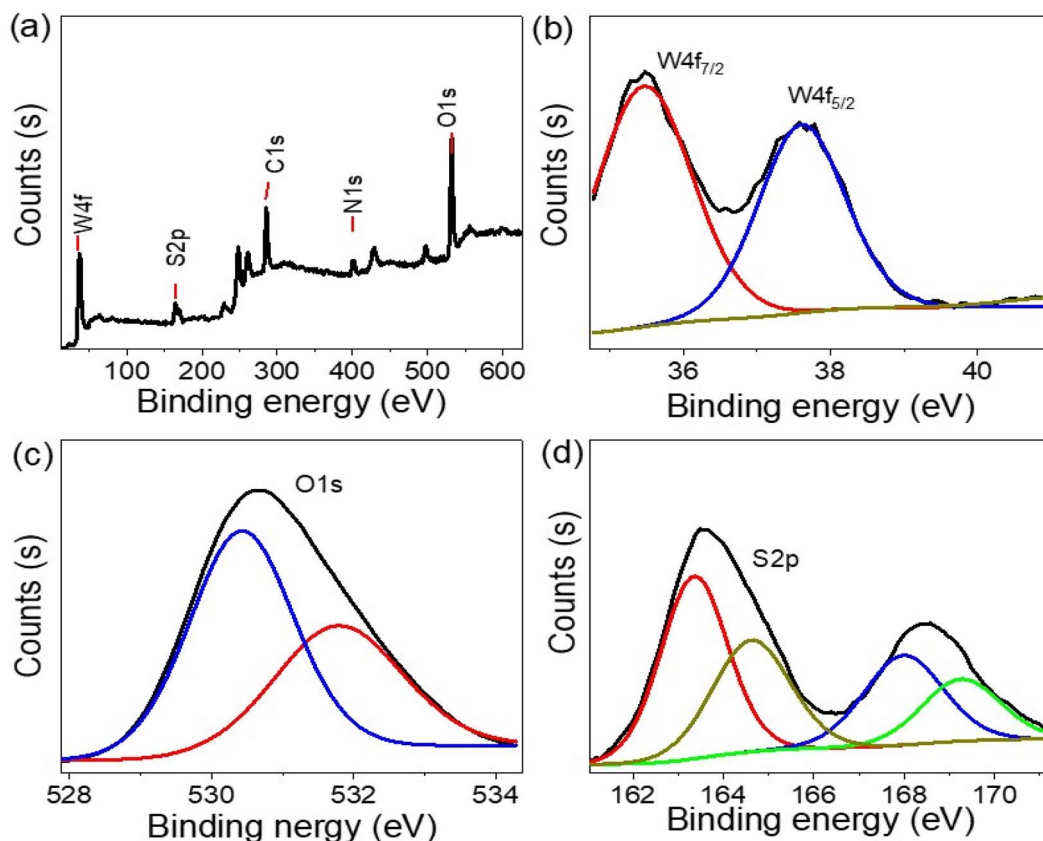 (a)
Counts (s)
W4f
S2p
C1s
N1s
O1s
100 200 300 400 500 600
Binding energy (eV)
(b)
Counts (s)
W4f7/2
W4f5/2
36 38 40
Binding energy (eV)
(c)
Counts (s)
O1s
528 530 532 534
Binding nergy (eV)
(d)
Counts (s)
S2p
162 164 166 168 170
Binding energy (eV)